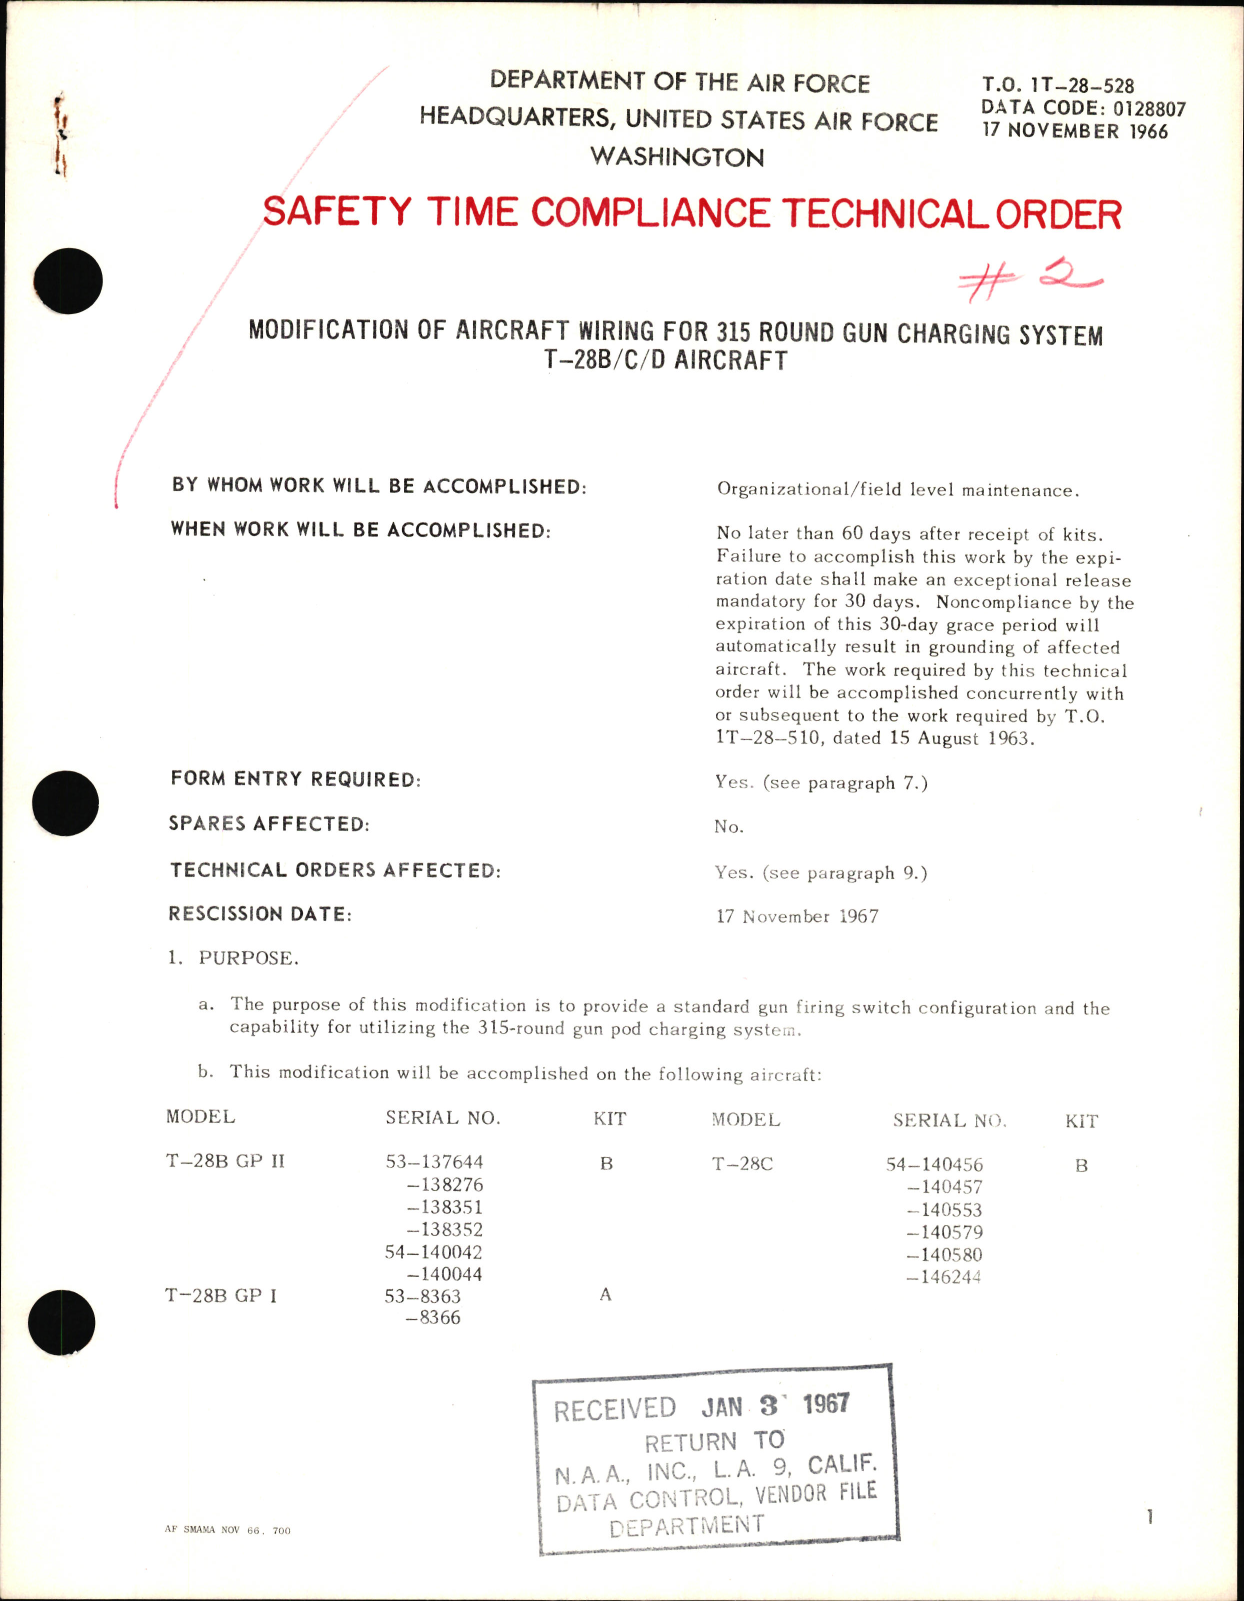 DEPARTMENT OF THE AIR FORCE
HEADQUARTERS, UNITED STATES AIR FORCE
WASHINGTON
T.O. 1T-28-528
DATA CODE: 0128807
17 NOVEMBER 1966
SAFETY TIME COMPLIANCE TECHNICAL ORDER
# 2
MODIFICATION OF AIRCRAFT WIRING FOR 315 ROUND GUN CHARGING SYSTEM
T-28B/C/D AIRCRAFT
BY WHOM WORK WILL BE ACCOMPLISHED: Organizational/field level maintenance.
WHEN WORK WILL BE ACCOMPLISHED: No later than 60 days after receipt of kits.
Failure to accomplish this work by the expi-
ration date shall make an exceptional release
mandatory for 30 days. Noncompliance by the
expiration of this 30-day grace period will
automatically result in grounding of affected
aircraft. The work required by this technical
order will be accomplished concurrently with
or subsequent to the work required by T.O.
1T-28-510, dated 15 August 1963.
FORM ENTRY REQUIRED: Yes. (see paragraph 7.)
SPARES AFFECTED: No.
TECHNICAL ORDERS AFFECTED: Yes. (see paragraph 9.)
RESCISSION DATE: 17 November 1967
1. PURPOSE.
a. The purpose of this modification is to provide a standard gun firing switch configuration and the
capability for utilizing the 315-round gun pod charging system.
b. This modification will be accomplished on the following aircraft:
MODEL SERIAL NO. KIT MODEL SERIAL NO. KIT
T-28B GP II 53-137644 B T-28C 54-140456 B
-138276 -140457
-138351 -140553
-138352 -140579
54-140042 -140580
-140044 -146244
T-28B GP I 53-8363 A
-8366
RECEIVED JAN 3 1967
RETURN TO
N.A.A., INC., L.A. 9, CALIF.
DATA CONTROL, VENDOR FILE
DEPARTMENT
AF SMAMA NOV 66, 700
1